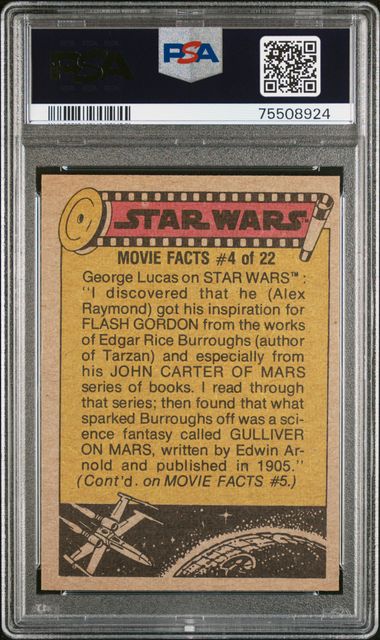 PSA
PSA
75508924
STAR WARS
MOVIE FACTS #4 of 22
George Lucas on STAR WARS™:
"I discovered that he (Alex
Raymond) got his inspiration for
FLASH GORDON from the works
of Edgar Rice Burroughs (author
of Tarzan) and especially from
his JOHN CARTER OF MARS
series of books. I read through
that series; then found that what
sparked Burroughs off was a sci-
ence fantasy called GULLIVER
ON MARS, written by Edwin Ar-
nold and published in 1905."
(Cont'd. on MOVIE FACTS #5.)